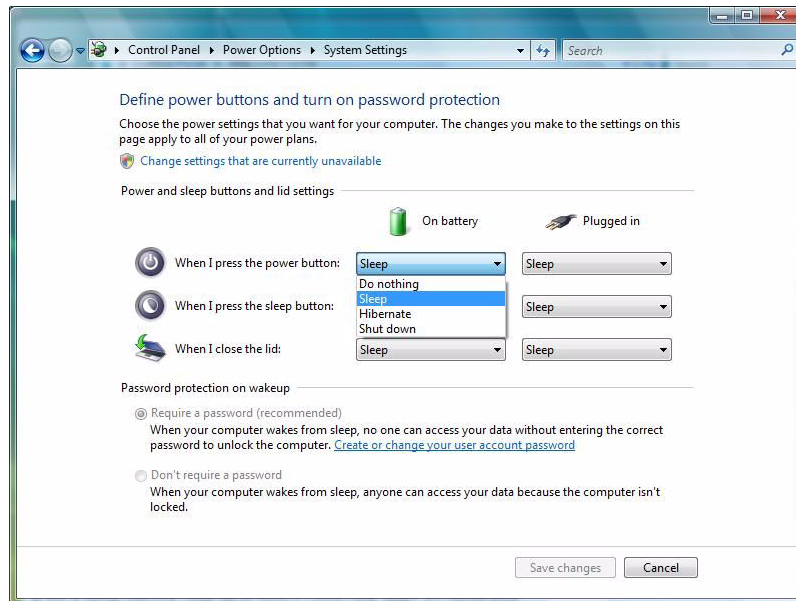 Control Panel Power Options System Settings Search
Define power buttons and turn on password protection
Choose the power settings that you want for your computer. The changes you make to the settings on this
page apply to all of your power plans.
Change settings that are currently unavailable
Power and sleep buttons and lid settings
On battery Plugged in
When I press the power button: Sleep Sleep
Do nothing
Sleep
Hibernate
Shut down
When I press the sleep button: Sleep
When I close the lid: Sleep Sleep
Password protection on wakeup
Require a password (recommended)
When your computer wakes from sleep, no one can access your data without entering the correct
password to unlock the computer. Create or change your user account password
Don't require a password
When your computer wakes from sleep, anyone can access your data because the computer isn't
locked.
Save changes Cancel